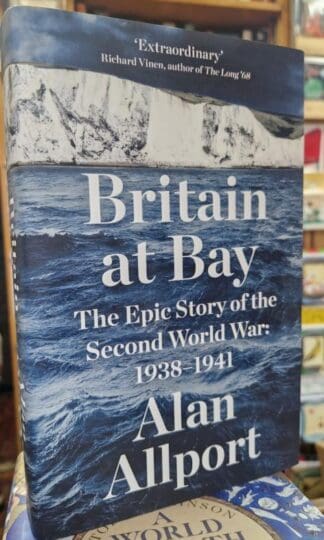 ‘Extraordinary’
Richard Vinen, author of The Long ’68
Britain
at Bay
The Epic Story of the
Second World War:
1938–1941
Alan
Allport
A
WORLD